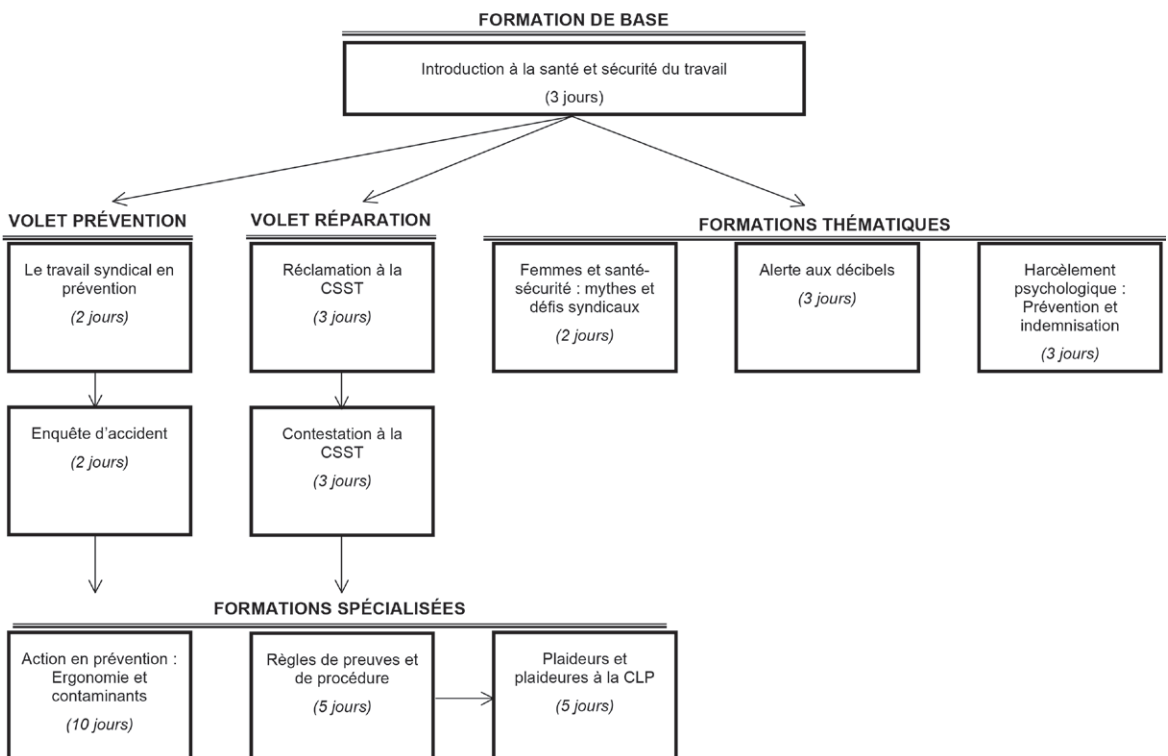 FORMATION DE BASE
Introduction à la santé et sécurité du travail
(3 jours)
VOLET PRÉVENTION
Le travail syndical en
prévention
(2 jours)
Enquête d’accident
(2 jours)
VOLET RÉPARATION
Réclamation à la
CSST
(3 jours)
Contestation à la
CSST
(3 jours)
FORMATIONS THÉMATIQUES
Femmes et santé-
sécurité : mythes et
défis syndicaux
(2 jours)
Alerte aux décibels
(3 jours)
Harcèlement
psychologique :
Prévention et
indemnisation
(3 jours)
FORMATIONS SPÉCIALISÉES
Action en prévention :
Ergonomie et
contaminants
(10 jours)
Règles de preuves et
de procédure
(5 jours)
Plaideurs et
plaideures à la CLP
(5 jours)